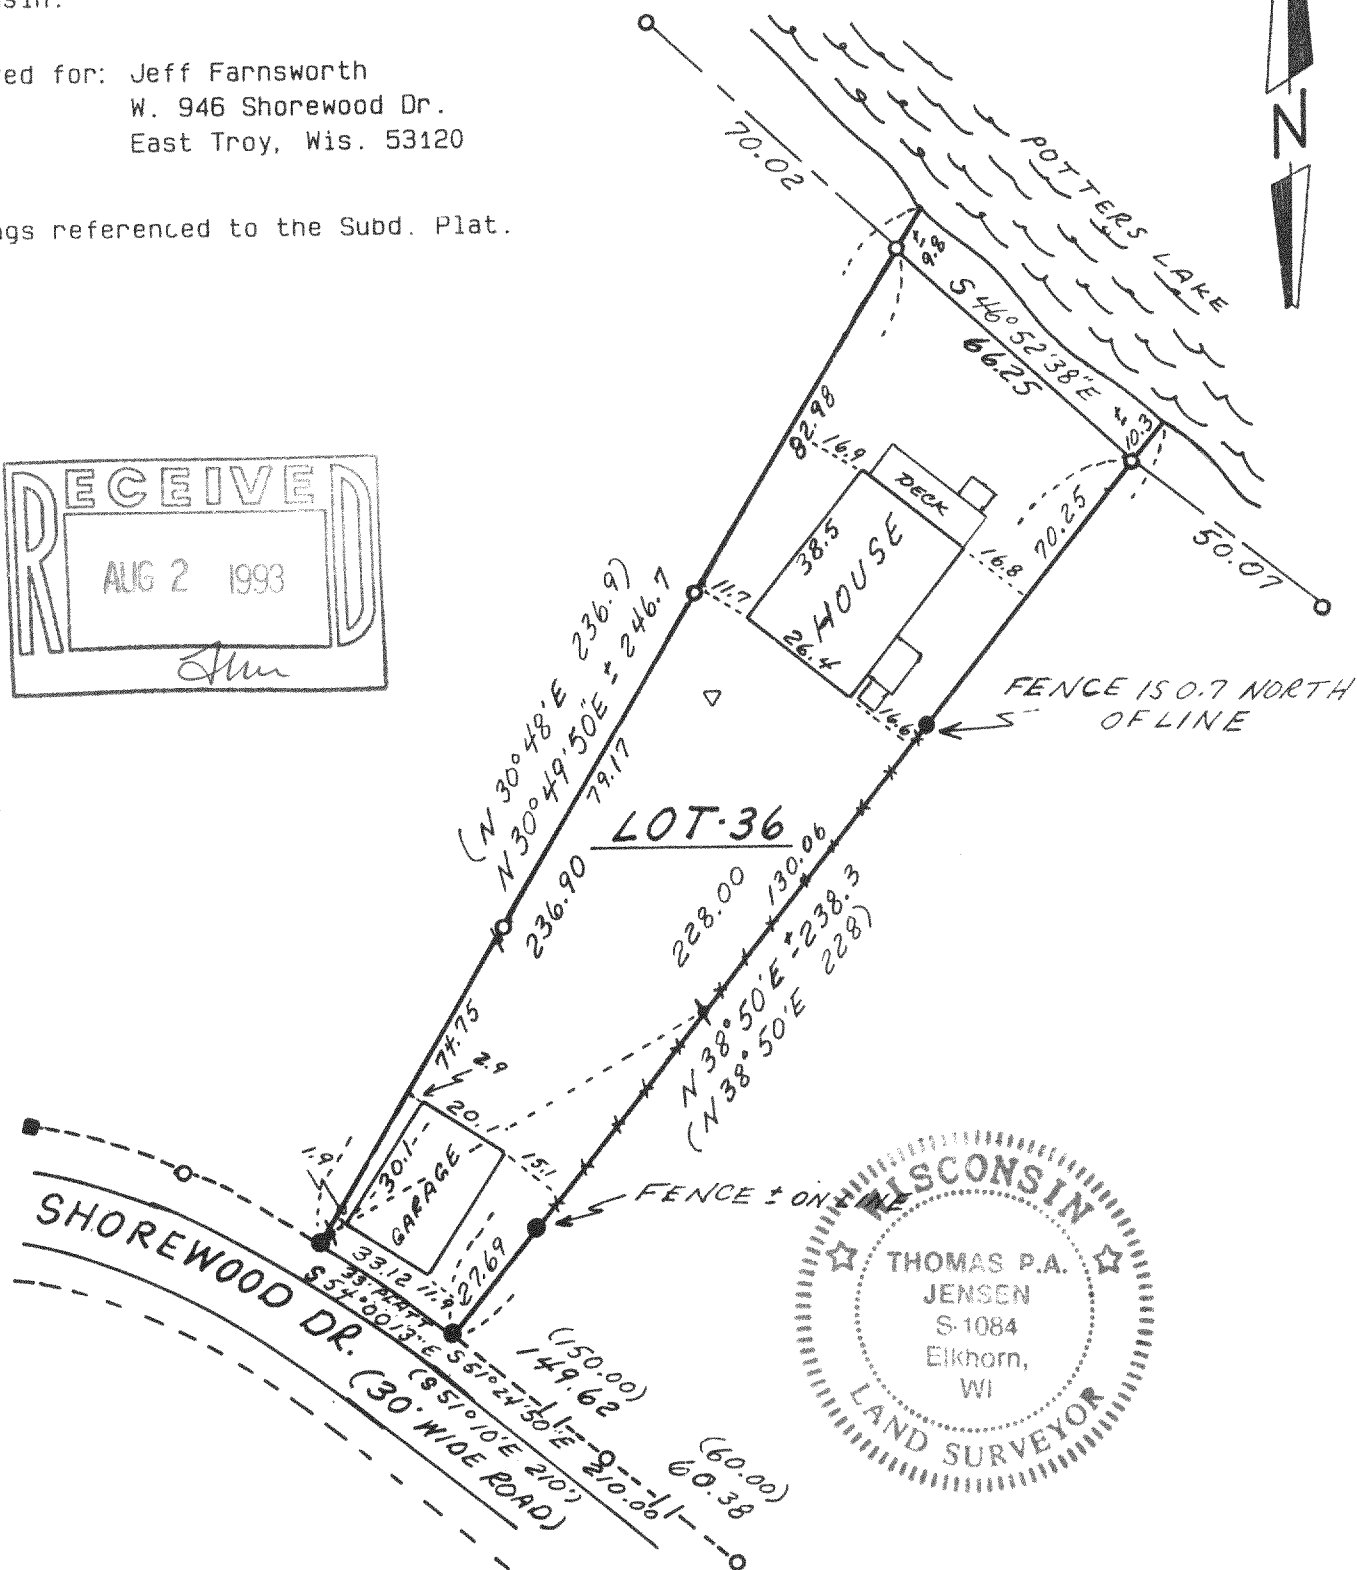 sin.
ed for: Jeff Farnsworth
W. 946 Shorewood Dr.
East Troy, Wis. 53120
ngs referenced to the Subd. Plat.
N
POTTERS LAKE
70.02
±, 9.8
S 46° 52' 38" E
66.25
±, 10.3
50.07
82.98
16.9
DECK
38.5
HOUSE
16.8
70.25
11.7
26.4
16.6
RECEIVED
AUG 2 1993
(N 30° 48' E 236.9)
N 30° 49' 50" E ± 246.7
79.17
236.90
FENCE IS 0.7 NORTH
OF LINE
LOT-36
228.00
130.06
N 38° 50' E ± 238.3
(N 38° 50' E 228)
74.75
2.9
20.
1.9
30.1
GARAGE
15.1
FENCE ± ON LINE
27.69
33.12
11.9
33' PLATT
S 54° 00' 13" E
SHOREWOOD DR.
(30' WIDE ROAD)
S 51° 24' 50" E
210.00
(S 51° 10' E 210')
(150.00)
149.62
(60.00)
60.38
WISCONSIN
THOMAS P.A.
JENSEN
S-1084
Elkhorn,
WI
LAND SURVEYOR